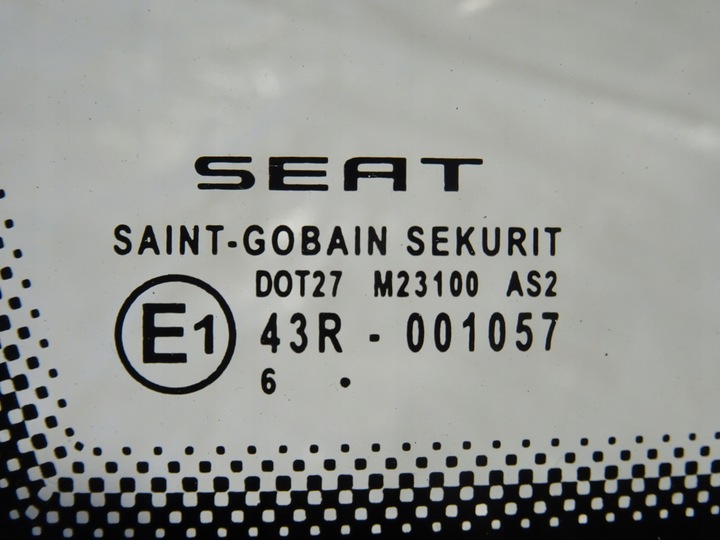 SEAT
SAINT-GOBAIN SEKURIT
DOT27 M23100 AS2
E1 43R - 001057
6 .